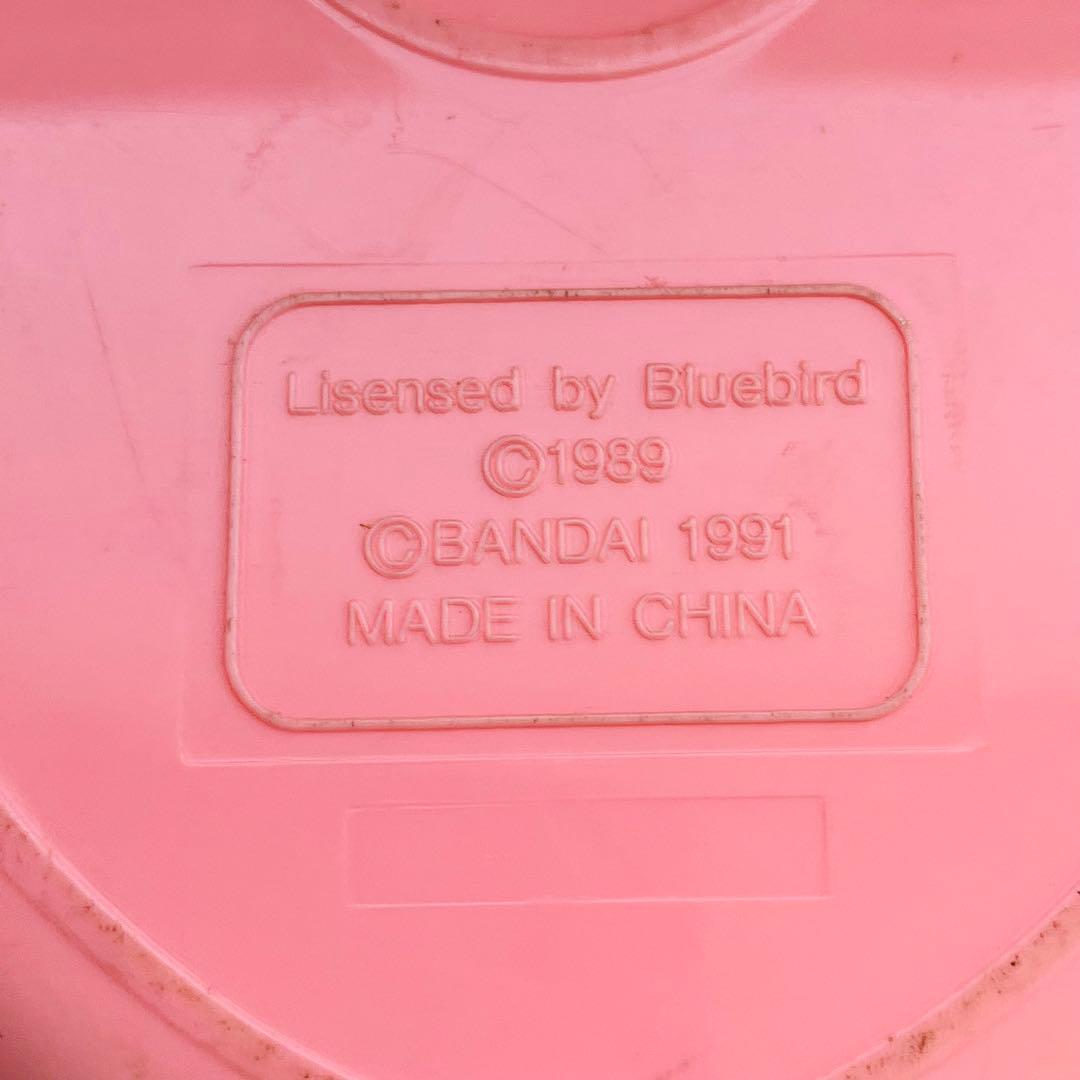 Lisensed by Bluebird
©1989
©BANDAI 1991
MADE IN CHINA